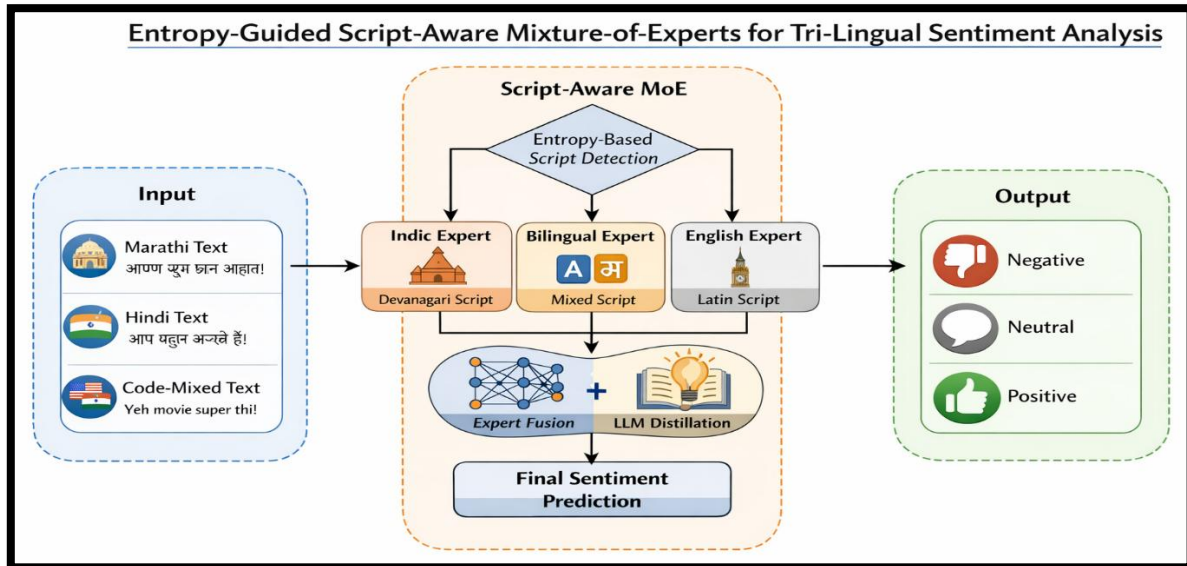 Entropy-Guided Script-Aware Mixture-of-Experts for Tri-Lingual Sentiment Analysis
Script-Aware MoE
Entropy-Based
Script Detection
Input
Marathi Text
आहात!
Hindi Text
आप हैं!
Code-Mixed Text
Yeh movie super thi!
Indic Expert
Devanagari Script
Bilingual Expert
A अ
Mixed Script
English Expert
Latin Script
+
Expert Fusion
LLM Distillation
Final Sentiment
Prediction
Output
Negative
Neutral
Positive